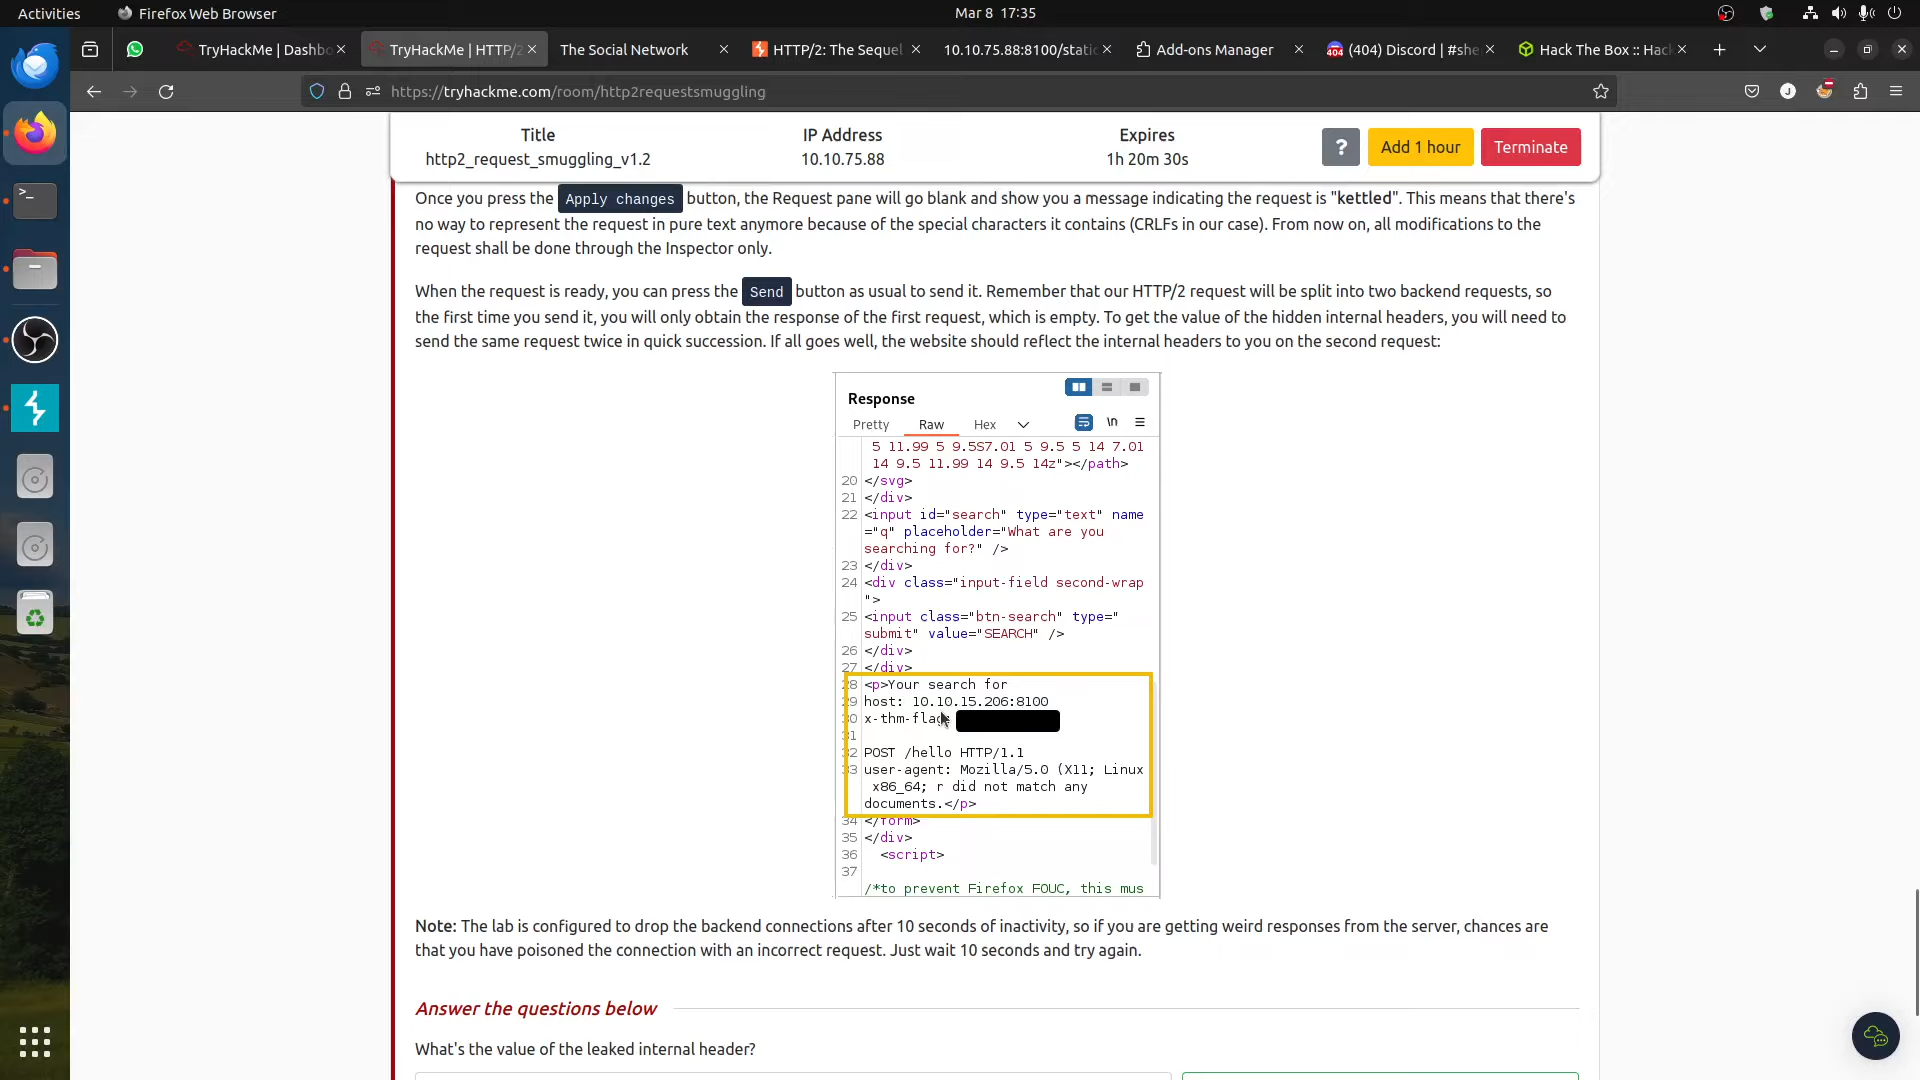 Activities
Firefox Web Browser
Mar 8 17:35
TryHackMe | Dashbo
TryHackMe | HTTP/2
The Social Network
HTTP/2: The Sequel
10.10.75.88:8100/stati
Add-ons Manager
(404) Discord | #she
Hack The Box :: Hack
https://tryhackme.com/room/http2requestsmuggling
Title
IP Address
Expires
http2_request_smuggling_v1.2
10.10.75.88
1h 20m 30s
?
Add 1 hour
Terminate
Once you press the Apply changes button, the Request pane will go blank and show you a message indicating the request is "kettled". This means that there's
no way to represent the request in pure text anymore because of the special characters it contains (CRLFs in our case). From now on, all modifications to the
request shall be done through the Inspector only.
When the request is ready, you can press the Send button as usual to send it. Remember that our HTTP/2 request will be split into two backend requests, so
the first time you send it, you will only obtain the response of the first request, which is empty. To get the value of the hidden internal headers, you will need to
send the same request twice in quick succession. If all goes well, the website should reflect the internal headers to you on the second request:
Response
Pretty Raw Hex \n
5 11.99 5 9.5S7.01 5 9.5 5 14 7.01
14 9.5 11.99 14 9.5 14z"></path>
20 </svg>
21 </div>
22 <input id="search" type="text" name
="q" placeholder="What are you
searching for?" />
23 </div>
24 <div class="input-field second-wrap
">
25 <input class="btn-search" type="
submit" value="SEARCH" />
26 </div>
27 </div>
28 <p>Your search for
29 host: 10.10.15.206:8100
30 x-thm-flag:
31
32 POST /hello HTTP/1.1
33 user-agent: Mozilla/5.0 (X11; Linux
x86_64; r did not match any
documents.</p>
34 </form>
35 </div>
36 <script>
37
/*to prevent Firefox FOUC, this mus
Note: The lab is configured to drop the backend connections after 10 seconds of inactivity, so if you are getting weird responses from the server, chances are
that you have poisoned the connection with an incorrect request. Just wait 10 seconds and try again.
Answer the questions below
What's the value of the leaked internal header?